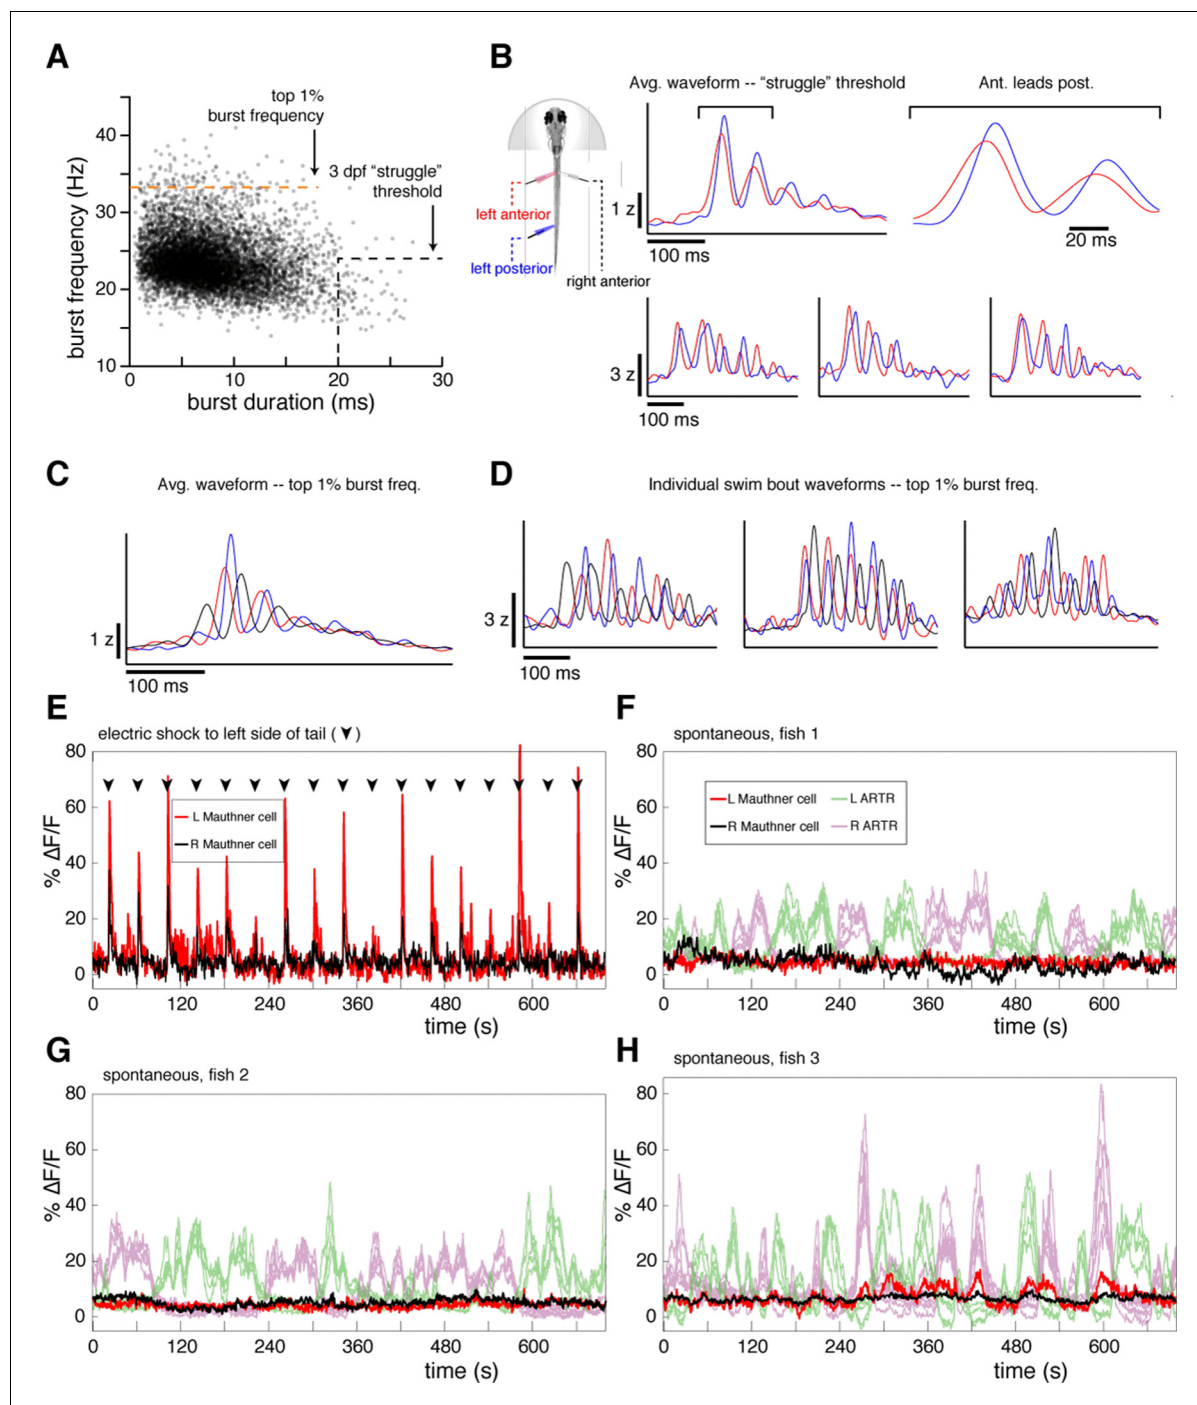 A
top 1%
burst frequency
3 dpf “struggle”
threshold
burst frequency (Hz)
40
30
20
10
0
10
20
30
burst duration (ms)
B
Avg. waveform -- “struggle” threshold
Ant. leads post.
left anterior
left posterior
right anterior
1 z
100 ms
20 ms
3 z
100 ms
C
Avg. waveform -- top 1% burst freq.
1 z
100 ms
D
Individual swim bout waveforms -- top 1% burst freq.
3 z
100 ms
E
electric shock to left side of tail ( )
L Mauthner cell
R Mauthner cell
% ΔF/F
80
60
40
20
0
0
120
240
360
480
600
time (s)
F
spontaneous, fish 1
L Mauthner cell
L ARTR
R Mauthner cell
R ARTR
% ΔF/F
80
60
40
20
0
0
120
240
360
480
600
time (s)
G
spontaneous, fish 2
% ΔF/F
80
60
40
20
0
0
120
240
360
480
600
time (s)
H
spontaneous, fish 3
% ΔF/F
80
60
40
20
0
0
120
240
360
480
600
time (s)